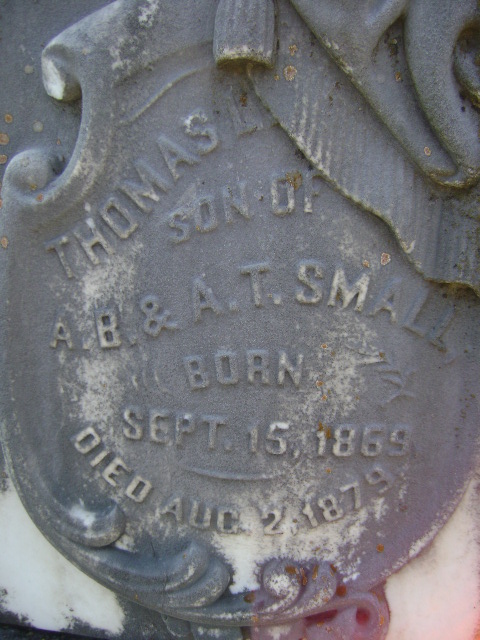 THOMAS L.
SON OF
A.B. & A.T. SMALL
BORN
SEPT. 15, 1869
DIED AUG. 2, 1879